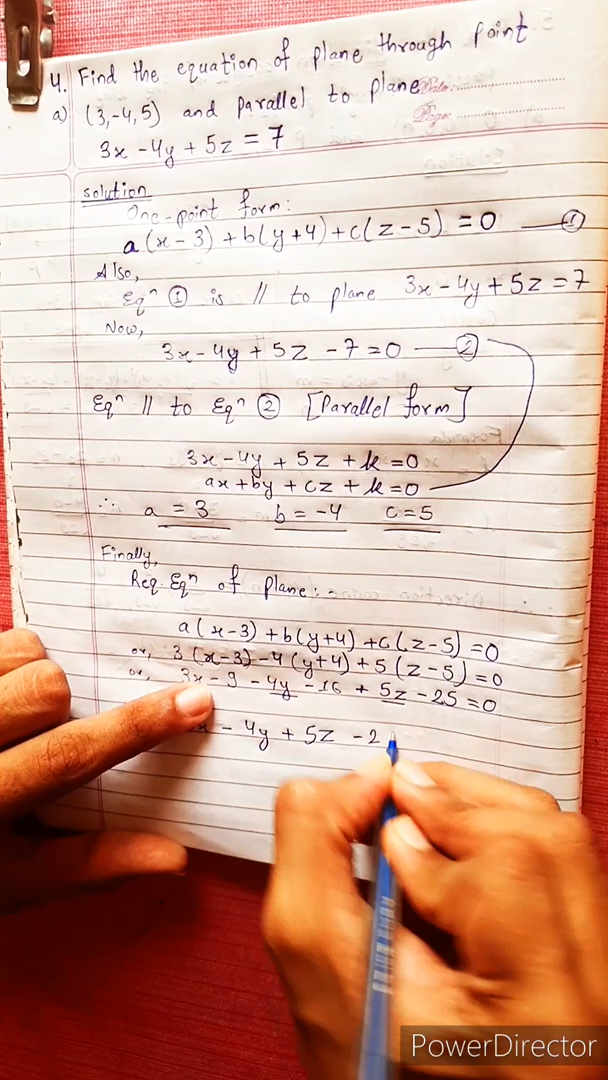 4. Find the equation of plane through point
a) (3,-4,5) and parallel to plane
Date:
Page:
3x - 4y + 5z = 7
solution
One-point form:
a(x-3) + b(y+4) + c(z-5) = 0 — ①
Also,
Eqⁿ ① is // to plane 3x - 4y + 5z = 7
Now,
3x - 4y + 5z - 7 = 0 — ②
Eqⁿ // to Eqⁿ ② [Parallel form]
3x - 4y + 5z + k = 0
ax + by + cz + k = 0
∴ a = 3 b = -4 c = 5
Finally,
Req. Eqⁿ of plane:
a(x-3) + b(y+4) + c(z-5) = 0
or, 3(x-3) - 4(y+4) + 5(z-5) = 0
or, 3x - 9 - 4y - 16 + 5z - 25 = 0
x - 4y + 5z - 2
PowerDirector